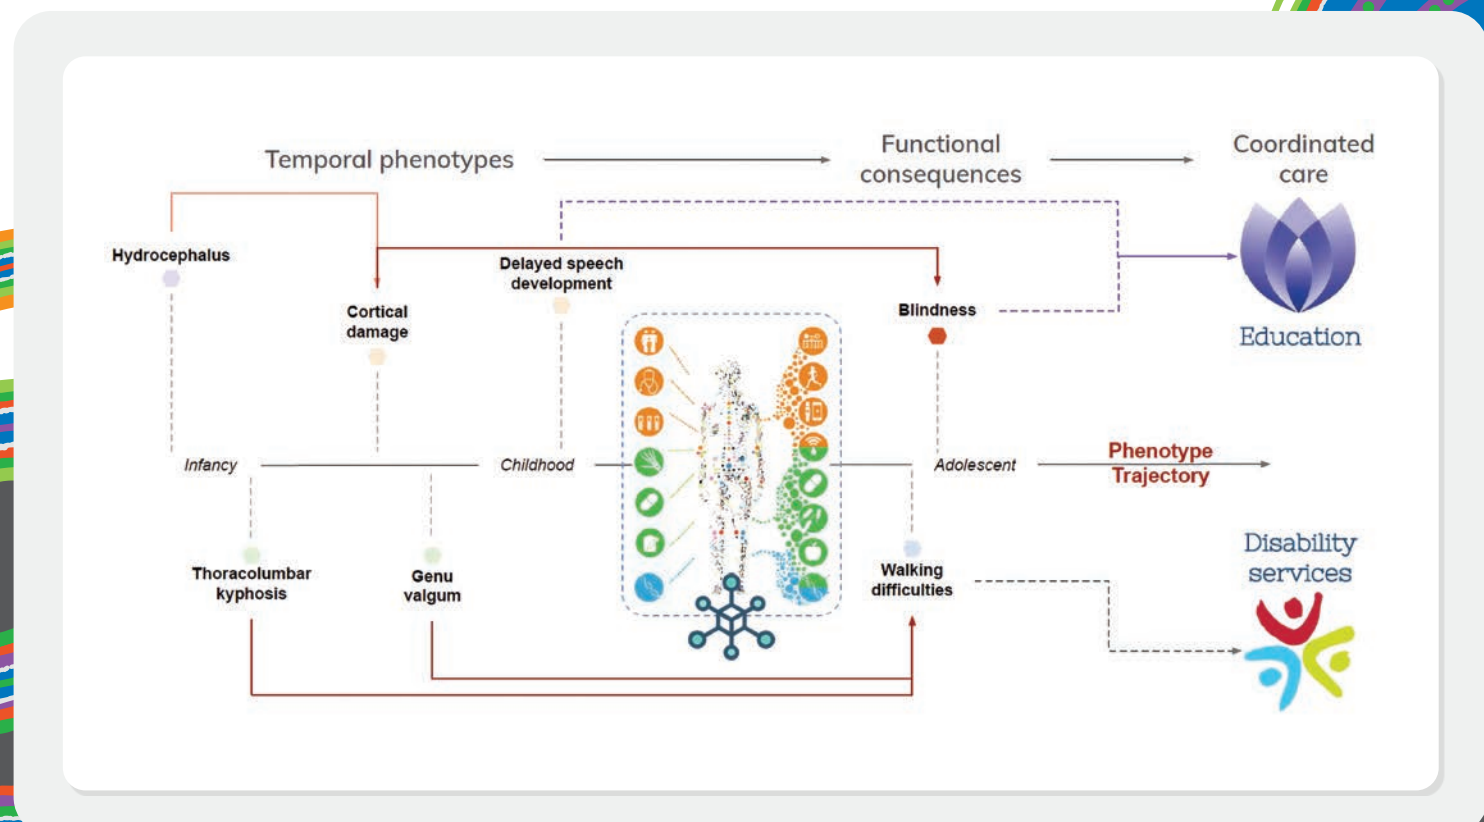 Temporal phenotypes
Functional
consequences
Coordinated
care
Hydrocephalus
Cortical
damage
Delayed speech
development
Blindness
Education
Infancy
Childhood
Adolescent
Phenotype
Trajectory
Thoracolumbar
kyphosis
Genu
valgum
Walking
difficulties
Disability
services